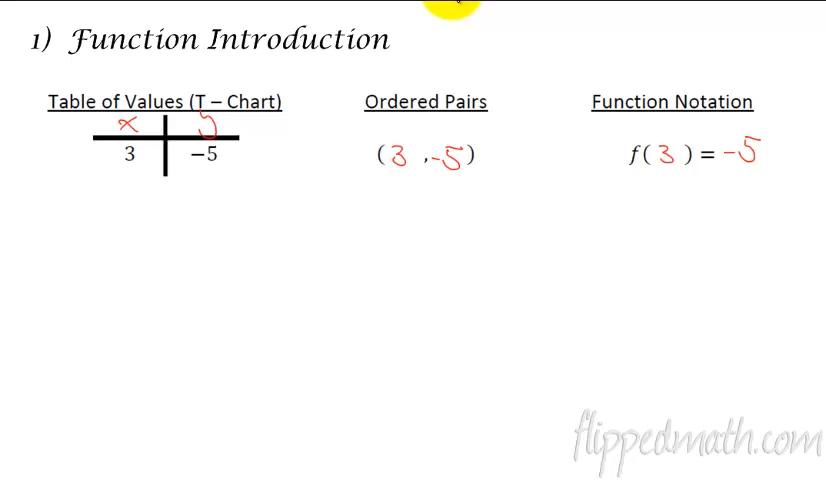 1) Function Introduction
Table of Values (T – Chart) Ordered Pairs Function Notation
x y
3 −5 (3 , -5) f(3) = -5
flippedmath.com